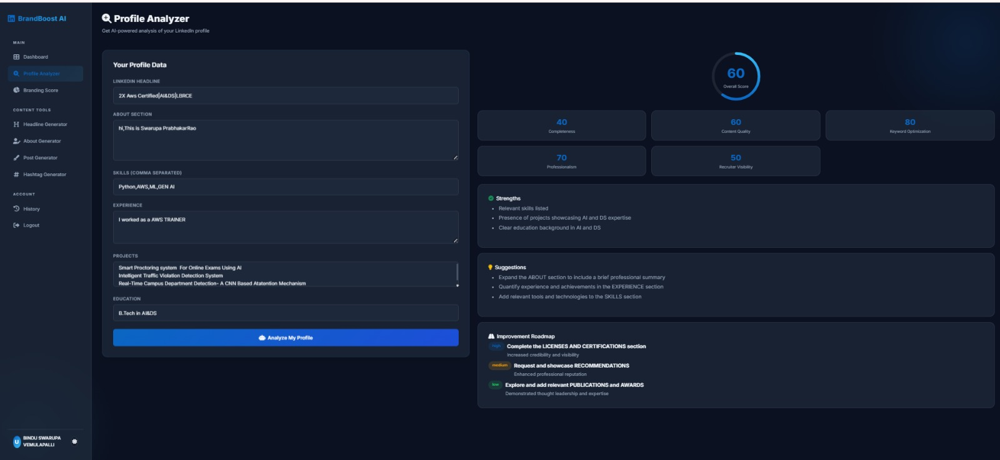 BrandBoost AI
MAIN
Dashboard
Profile Analyzer
Branding Score
CONTENT TOOLS
Headline Generator
About Generator
Post Generator
Hashtag Generator
ACCOUNT
History
Logout
U
BINDU SWARUPA
VEMULAPALLI
Profile Analyzer
Get AI-powered analysis of your LinkedIn profile
Your Profile Data
LINKEDIN HEADLINE
2X Aws Certified|AI&DS|LBRCE
ABOUT SECTION
hi,This is Swarupa PrabhakarRao
SKILLS (COMMA SEPARATED)
Python,AWS,ML,GEN AI
EXPERIENCE
I worked as a AWS TRAINER
PROJECTS
Smart Proctoring system  For Online Exams Using AI
Intelligent Traffic Violation Detection System
Real-Time Campus Department Detection- A CNN Based Atatention Mechanism
EDUCATION
B.Tech in AI&DS
Analyze My Profile
60
Overall Score
40
Completeness
60
Content Quality
80
Keyword Optimization
70
Professionalism
50
Recruiter Visibility
Strengths
• Relevant skills listed
• Presence of projects showcasing AI and DS expertise
• Clear education background in AI and DS
Suggestions
• Expand the ABOUT section to include a brief professional summary
• Quantify experience and achievements in the EXPERIENCE section
• Add relevant tools and technologies to the SKILLS section
Improvement Roadmap
high Complete the LICENSES AND CERTIFICATIONS section
Increased credibility and visibility
medium Request and showcase RECOMMENDATIONS
Enhanced professional reputation
low Explore and add relevant PUBLICATIONS and AWARDS
Demonstrated thought leadership and expertise